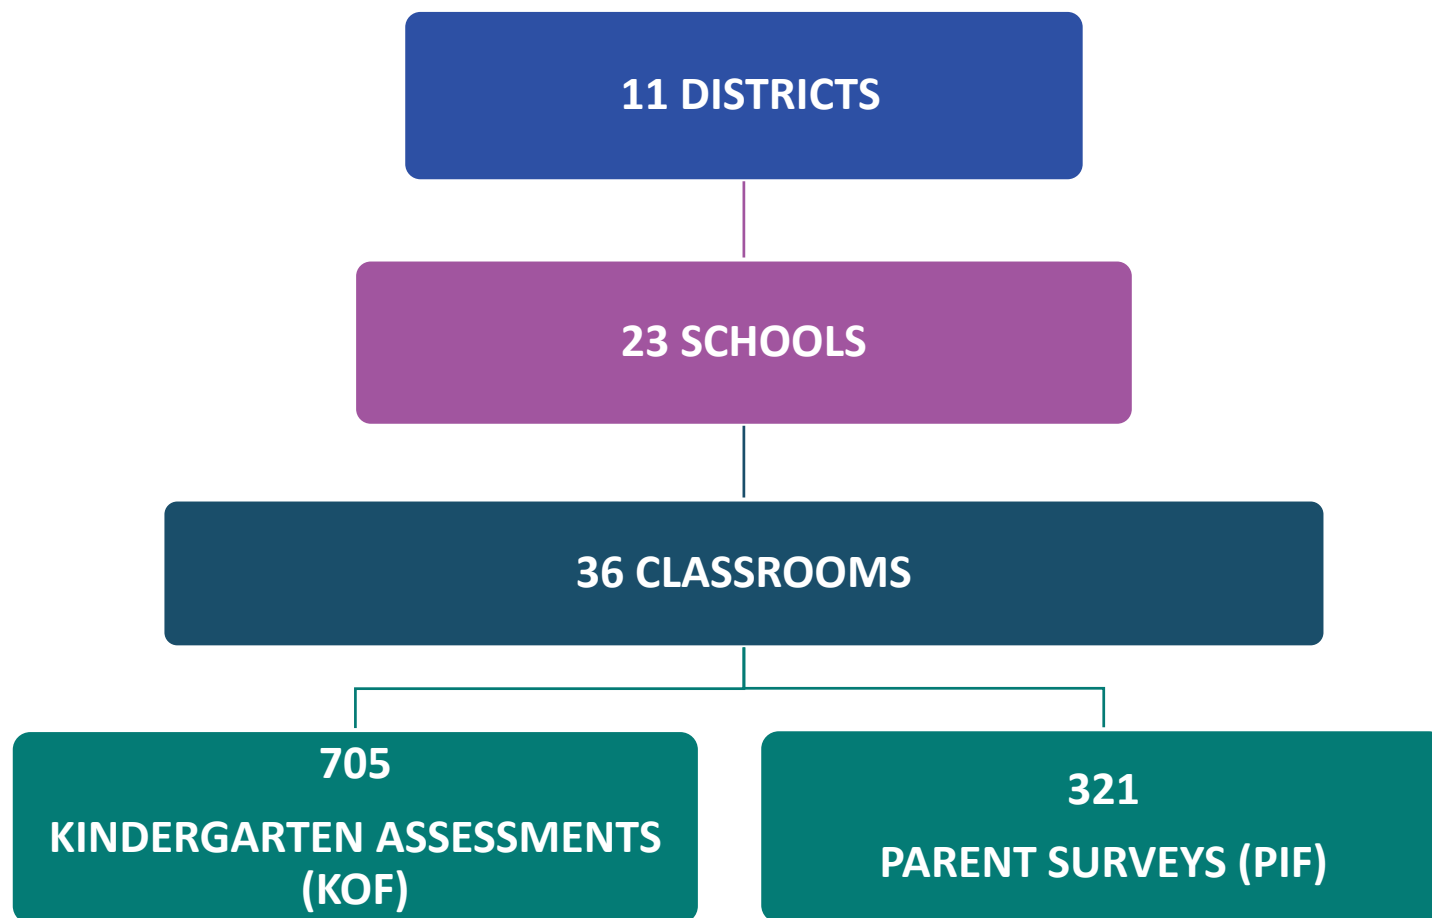 11 DISTRICTS
23 SCHOOLS
36 CLASSROOMS
705
KINDERGARTEN ASSESSMENTS
(KOF)
321
PARENT SURVEYS (PIF)